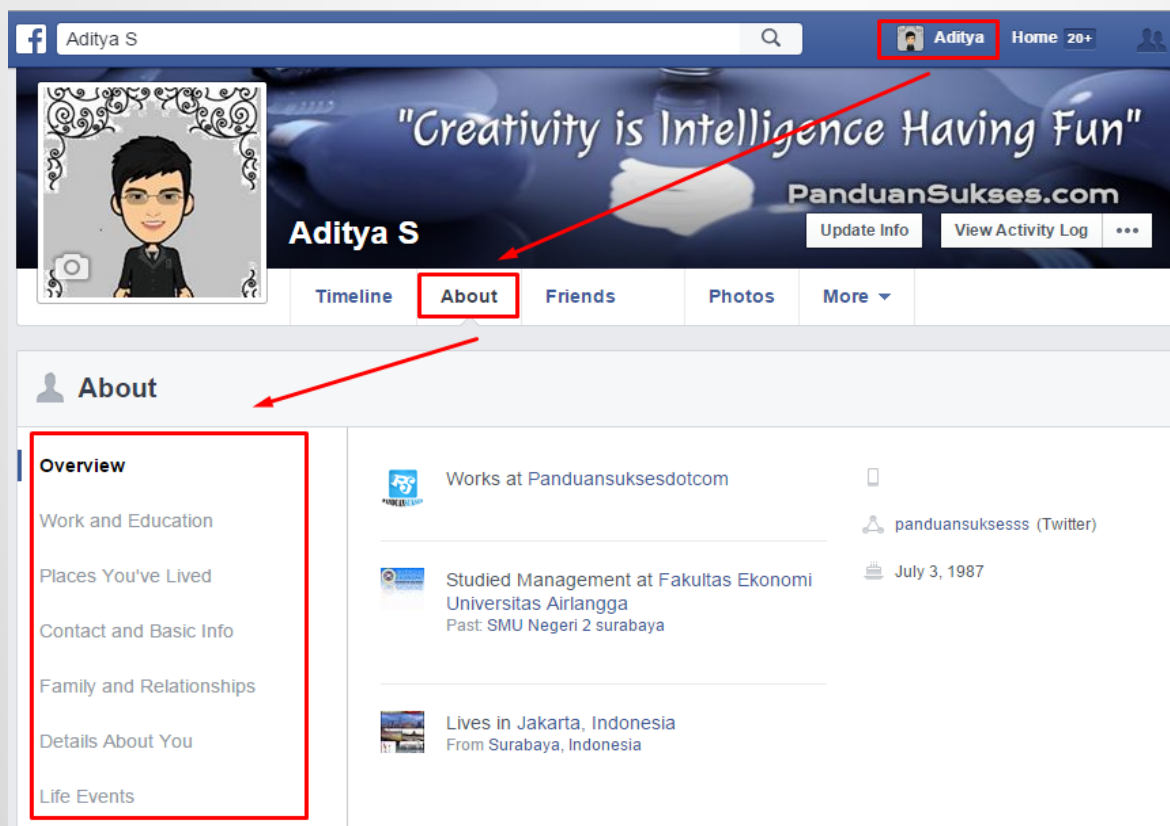 Aditya S
Aditya
Home 20+
"Creativity is Intelligence Having Fun"
PanduanSukses.com
Aditya S
Update Info
View Activity Log
Timeline
About
Friends
Photos
More
About
Overview
Work and Education
Places You've Lived
Contact and Basic Info
Family and Relationships
Details About You
Life Events
Works at Panduansuksesdotcom
Studied Management at Fakultas Ekonomi
Universitas Airlangga
Past: SMU Negeri 2 surabaya
Lives in Jakarta, Indonesia
From Surabaya, Indonesia
panduansuksesss (Twitter)
July 3, 1987